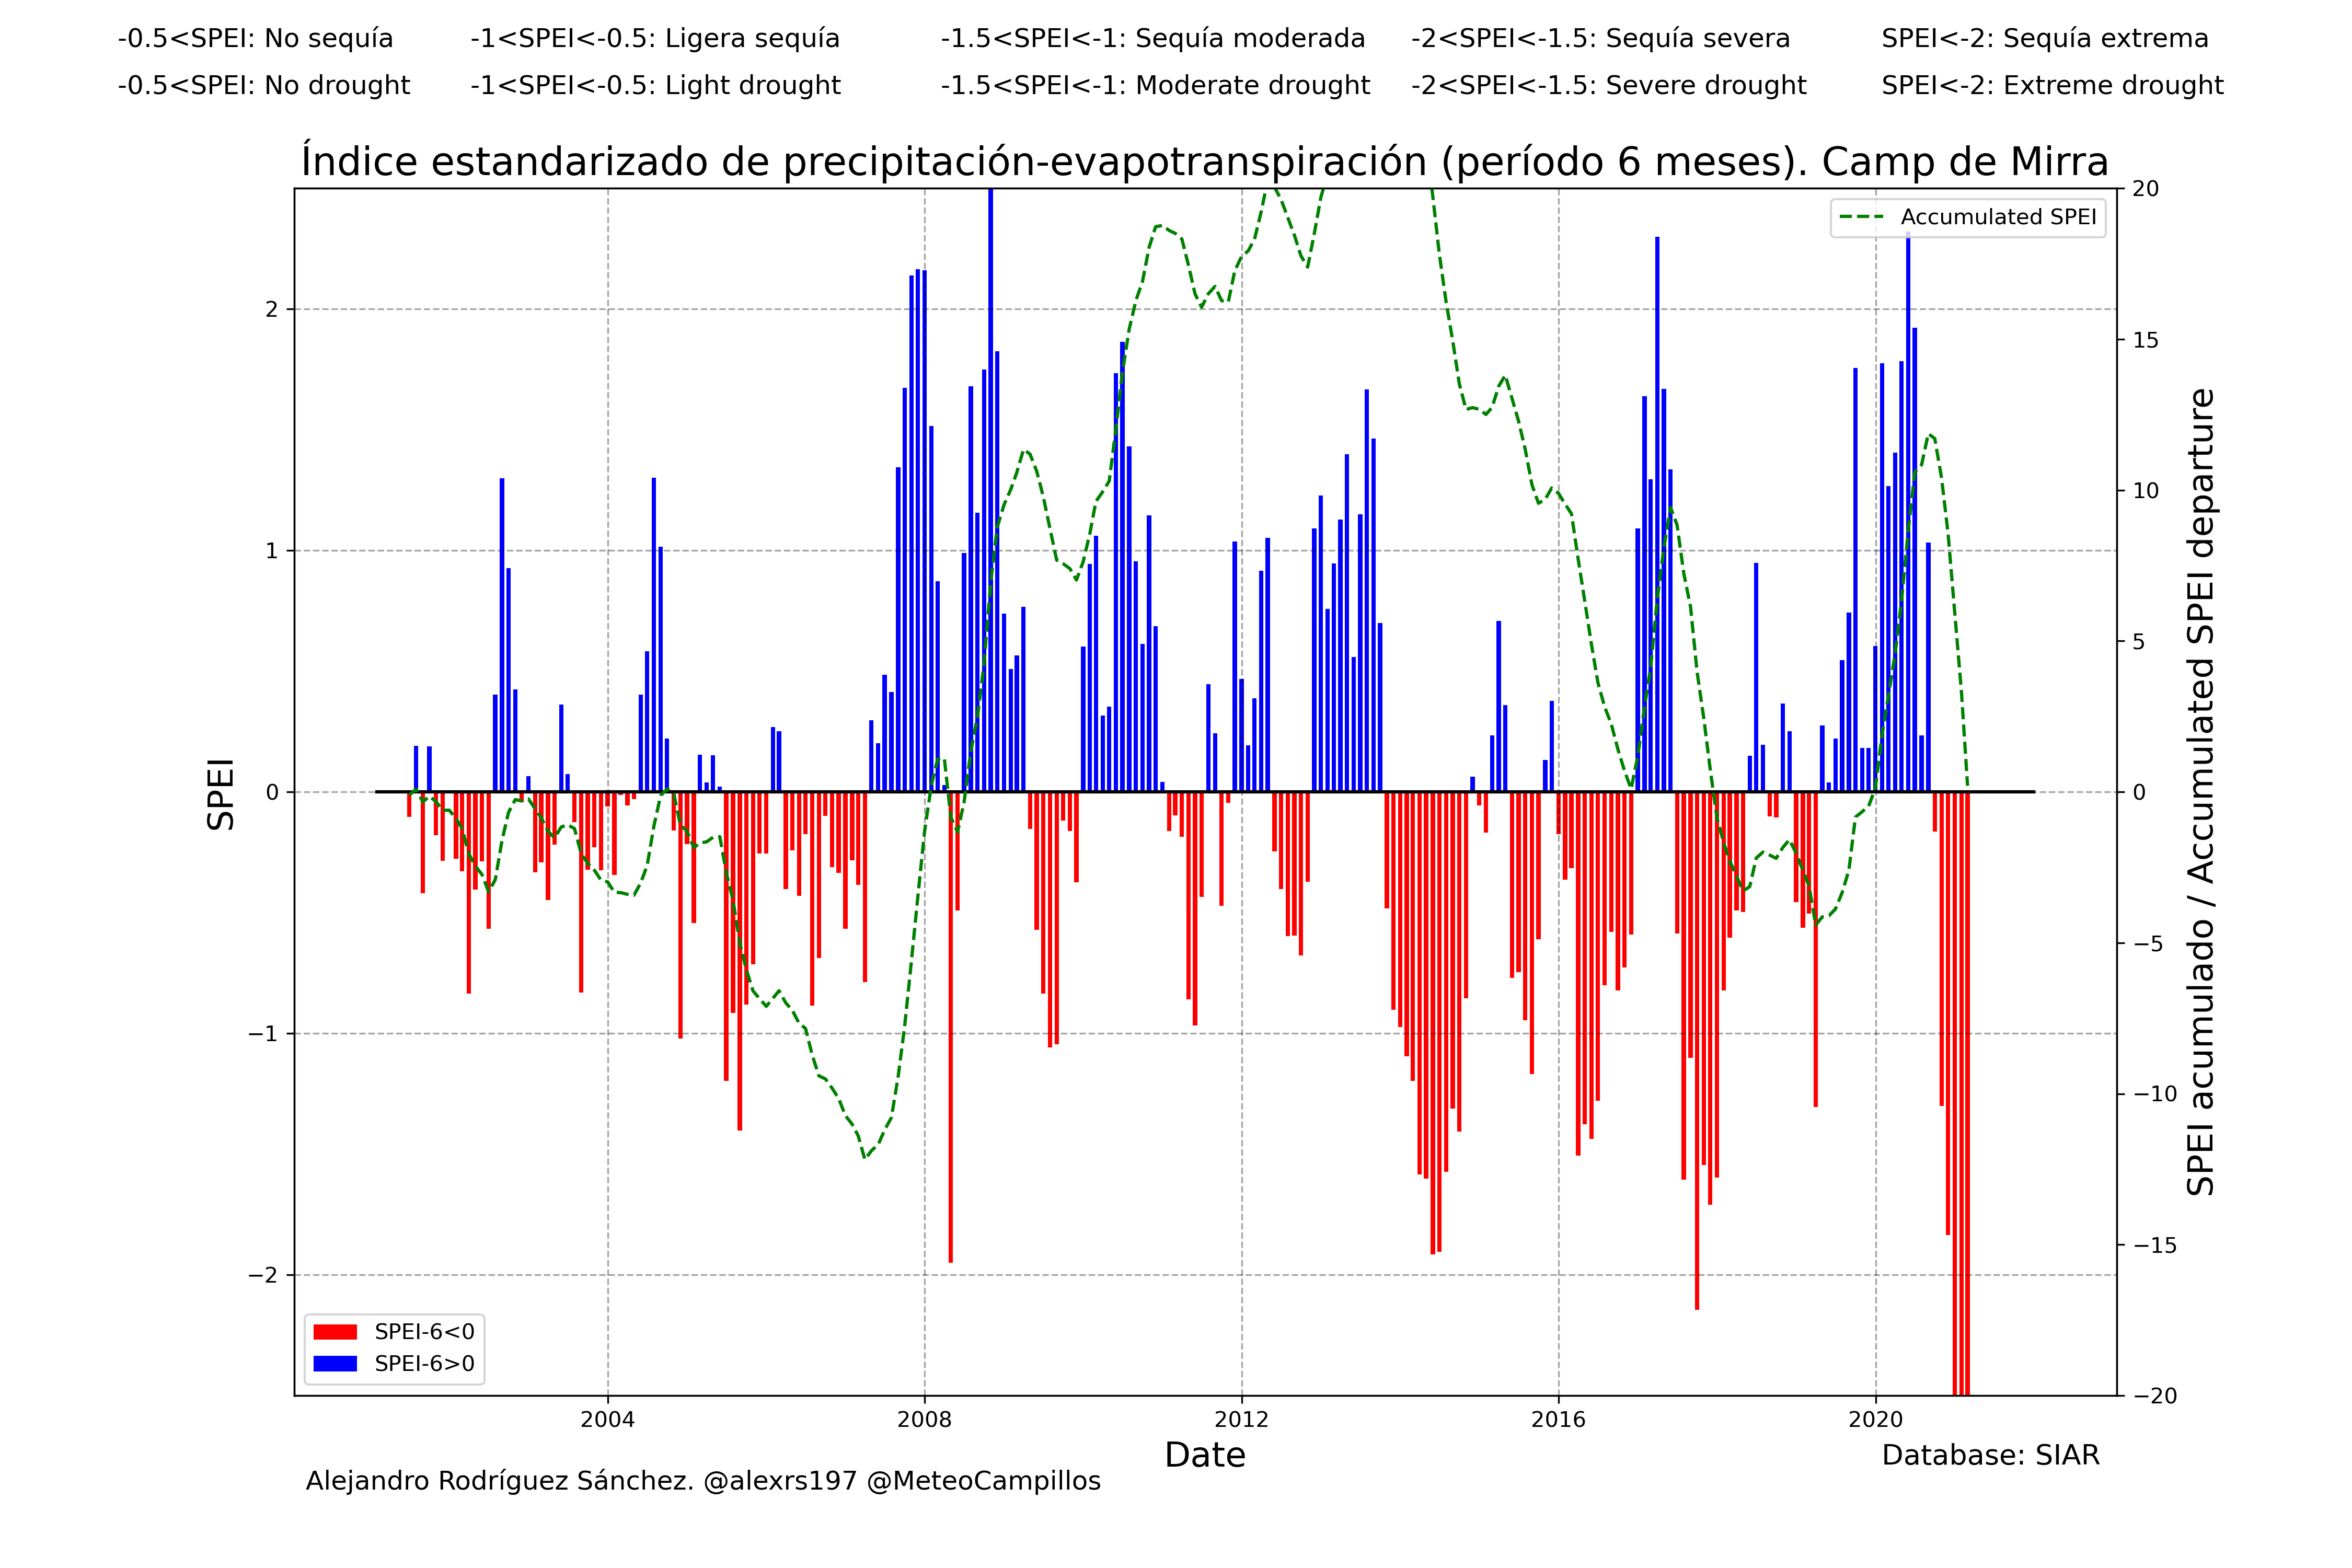 -0.5<SPEI: No sequía -1<SPEI<-0.5: Ligera sequía -1.5<SPEI<-1: Sequía moderada -2<SPEI<-1.5: Sequía severa SPEI<-2: Sequía extrema
-0.5<SPEI: No drought -1<SPEI<-0.5: Light drought -1.5<SPEI<-1: Moderate drought -2<SPEI<-1.5: Severe drought SPEI<-2: Extreme drought
Índice estandarizado de precipitación-evapotranspiración (período 6 meses). Camp de Mirra
Accumulated SPEI
SPEI
2
1
0
−1
−2
20
15
10
5
0
−5
−10
−15
−20
SPEI acumulado / Accumulated SPEI departure
SPEI-6<0
SPEI-6>0
2004 2008 2012 2016 2020
Date
Database: SIAR
Alejandro Rodríguez Sánchez. @alexrs197 @MeteoCampillos